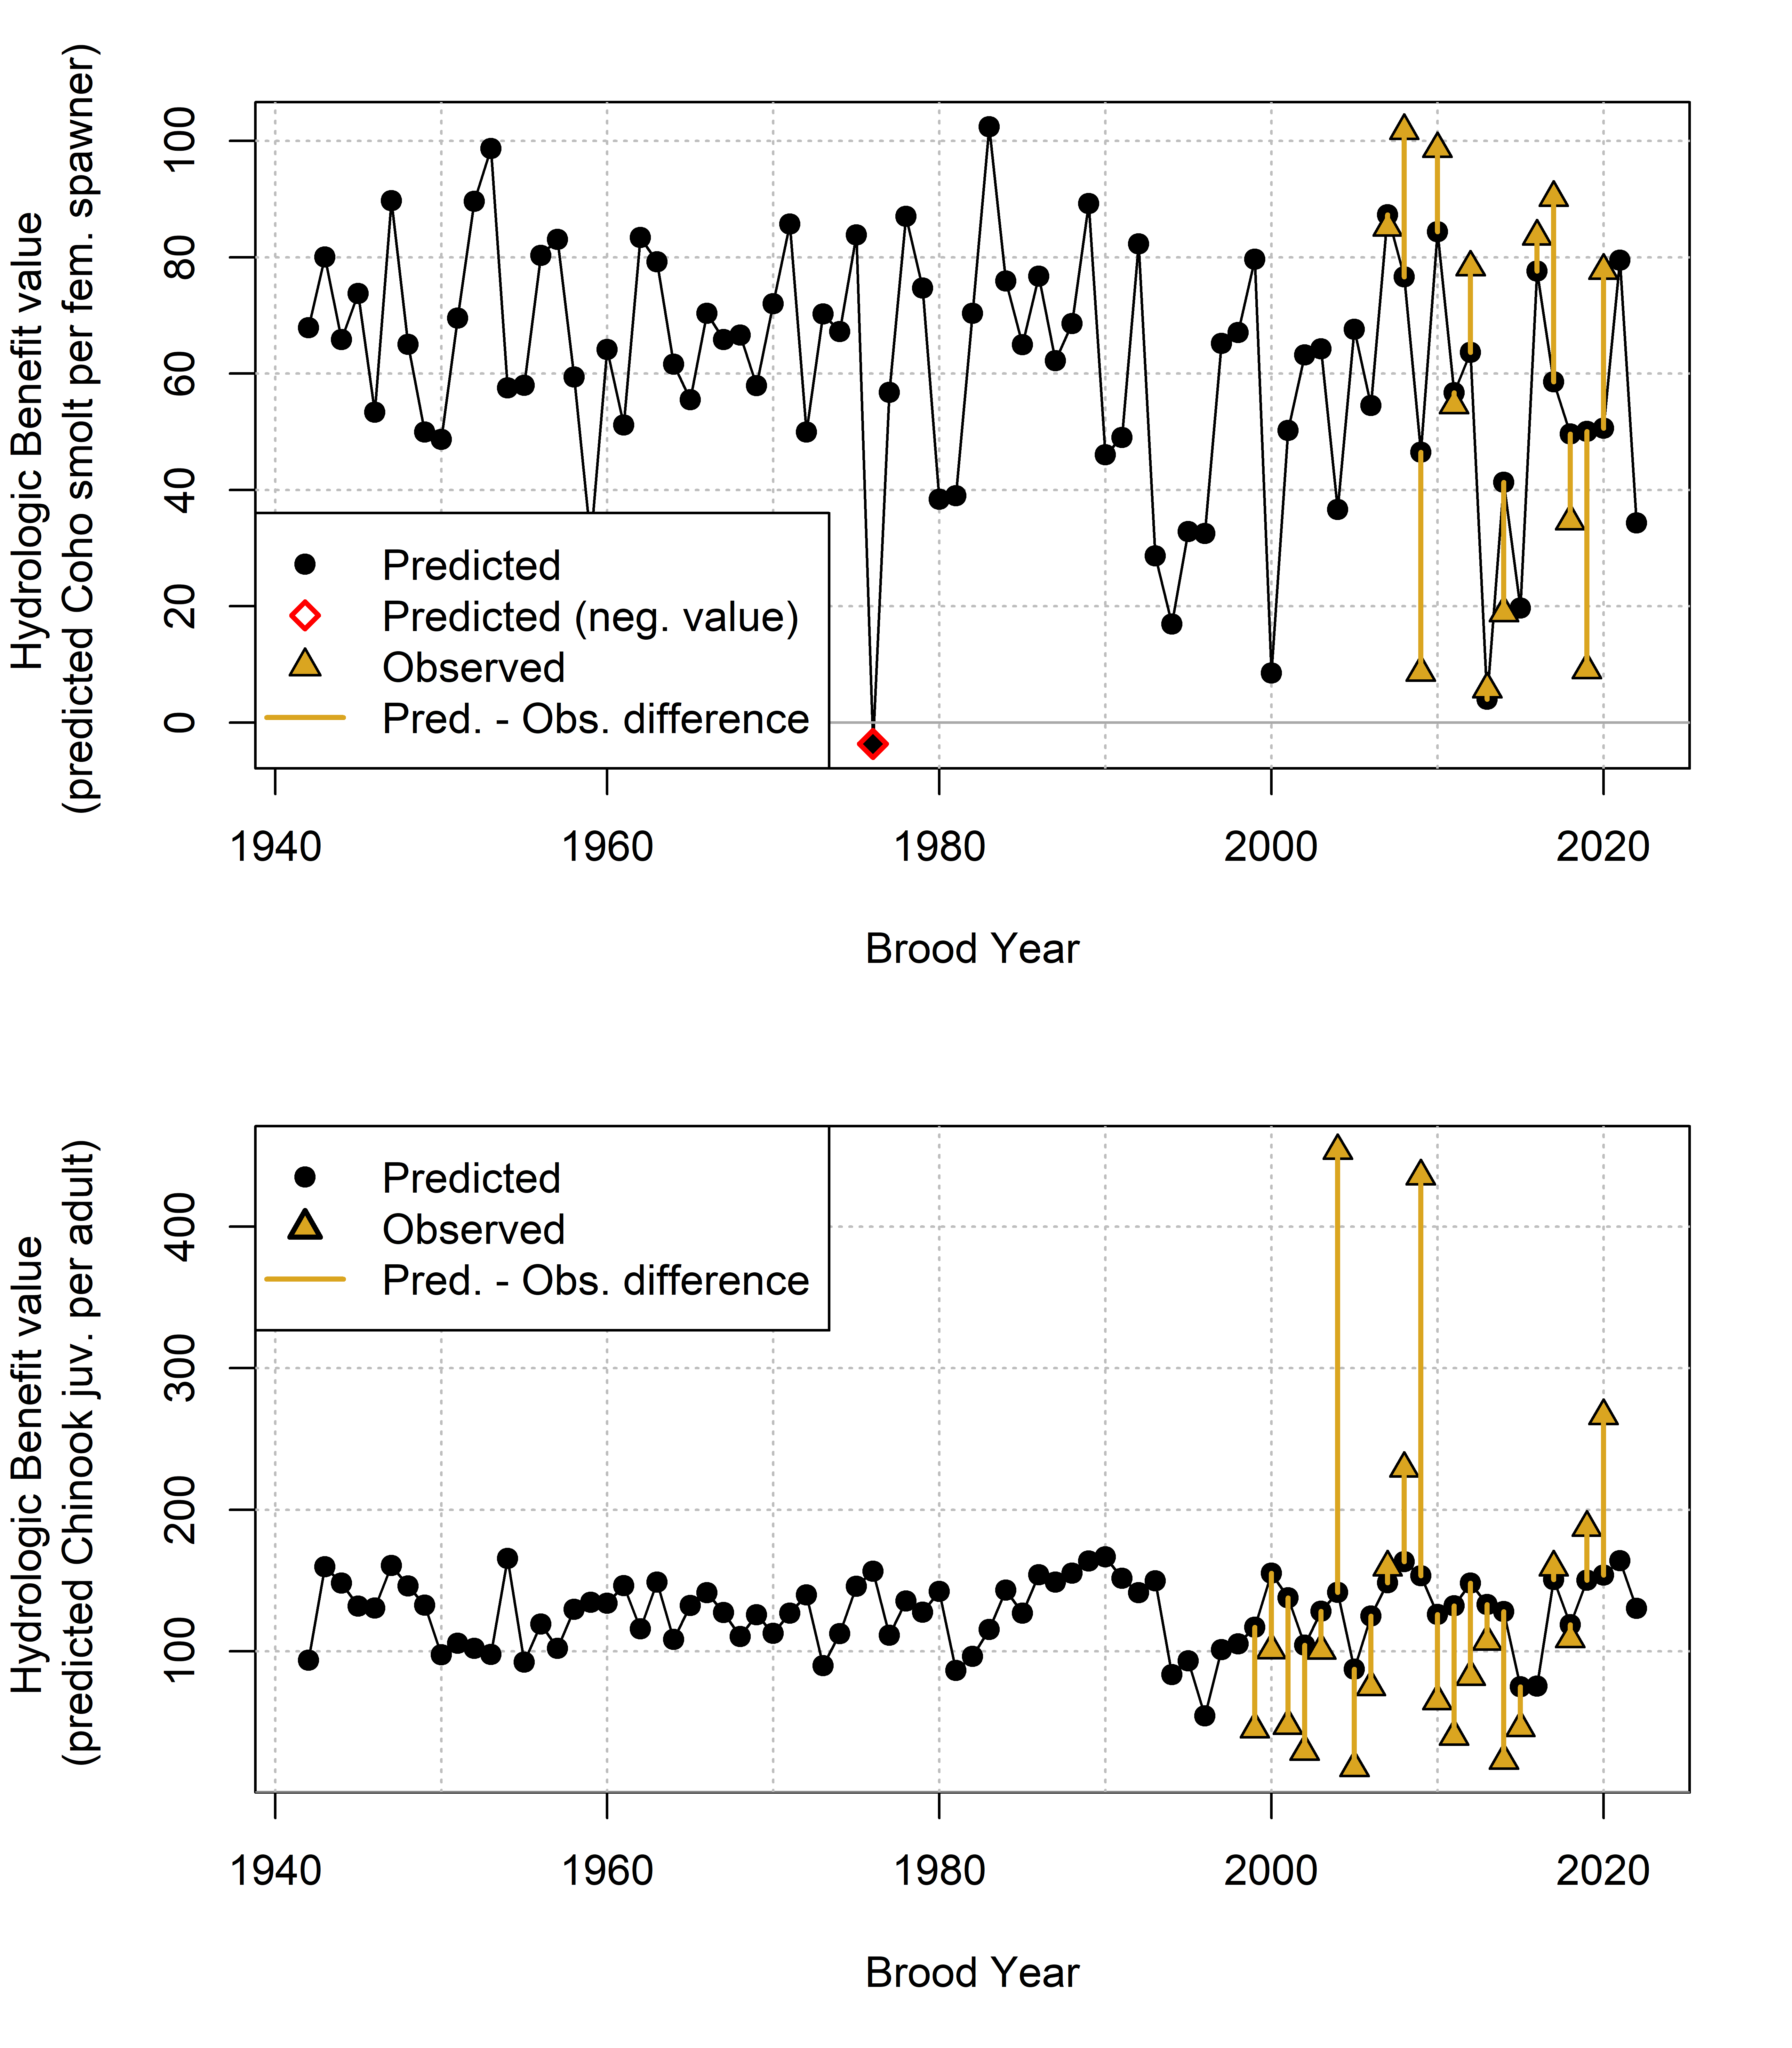 Hydrologic Benefit value
(predicted Coho smolt per fem. spawner)
100
80
60
40
20
0
Predicted
Predicted (neg. value)
Observed
Pred. - Obs. difference
1940 1960 1980 2000 2020
Brood Year
Hydrologic Benefit value
(predicted Chinook juv. per adult)
400
300
200
100
Predicted
Observed
Pred. - Obs. difference
1940 1960 1980 2000 2020
Brood Year